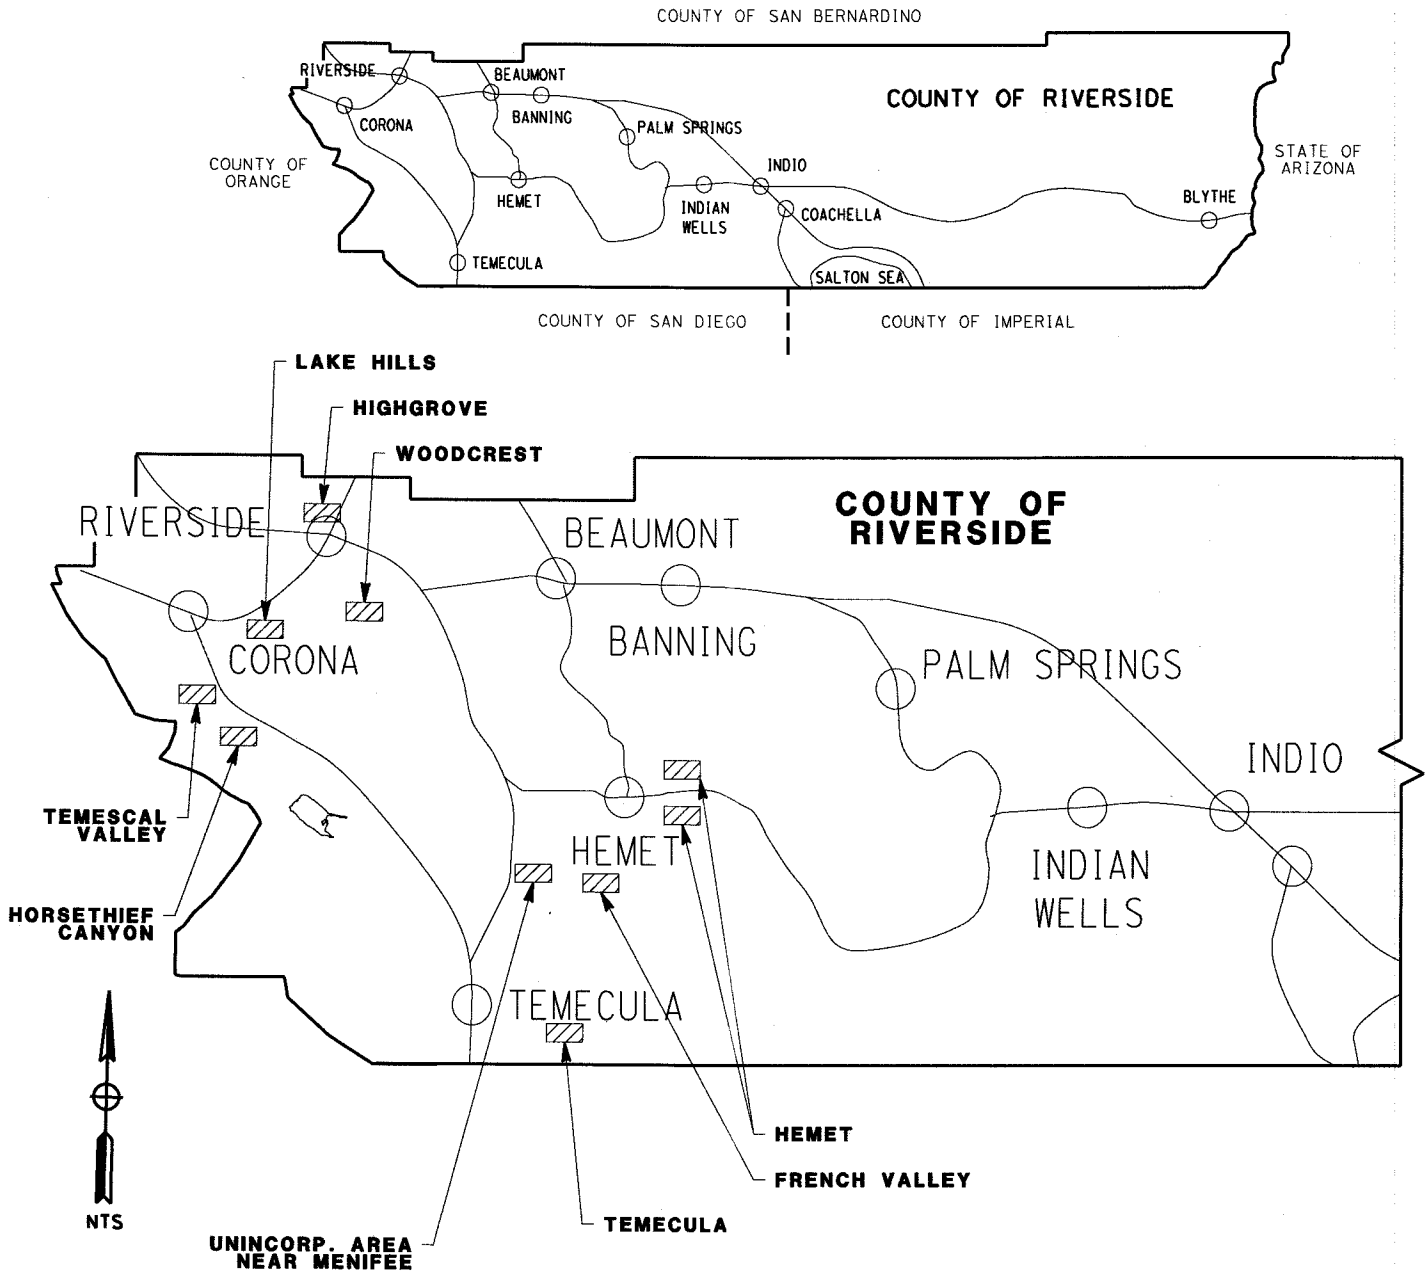 COUNTY OF SAN BERNARDINO
RIVERSIDE
BEAUMONT
COUNTY OF RIVERSIDE
BANNING
CORONA
PALM SPRINGS
COUNTY OF
ORANGE
STATE OF
ARIZONA
INDIO
HEMET
INDIAN
WELLS
COACHELLA
BLYTHE
TEMECULA
SALTON SEA
COUNTY OF SAN DIEGO
COUNTY OF IMPERIAL
LAKE HILLS
HIGHGROVE
WOODCREST
COUNTY OF
RIVERSIDE
RIVERSIDE
BEAUMONT
BANNING
CORONA
PALM SPRINGS
INDIO
TEMESCAL
VALLEY
HEMET
INDIAN
WELLS
HORSETHIEF
CANYON
TEMECULA
HEMET
FRENCH VALLEY
NTS
TEMECULA
UNINCORP. AREA
NEAR MENIFEE